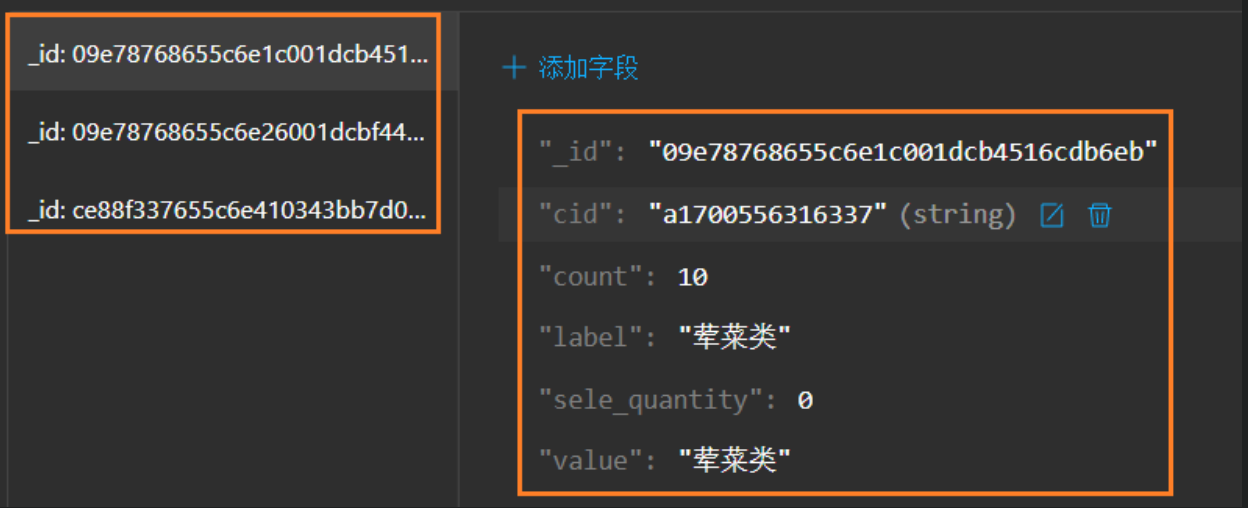 _id: 09e78768655c6e1c001dcb451...
_id: 09e78768655c6e26001dcbf44...
_id: ce88f337655c6e410343bb7d0...
＋ 添加字段
"_id": "09e78768655c6e1c001dcb4516cdb6eb"
"cid": "a1700556316337" (string)
"count": 10
"label": "荤菜类"
"sele_quantity": 0
"value": "荤菜类"